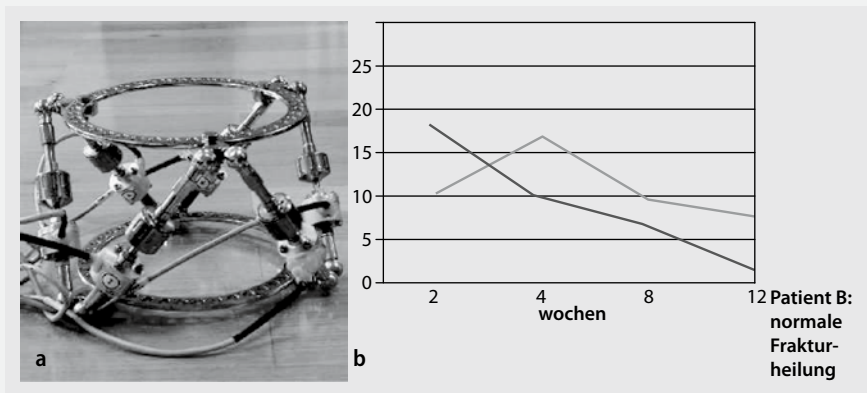 a
b
25
20
15
10
5
0
2 4 8 12
wochen
Patient B:
normale
Fraktur-
heilung